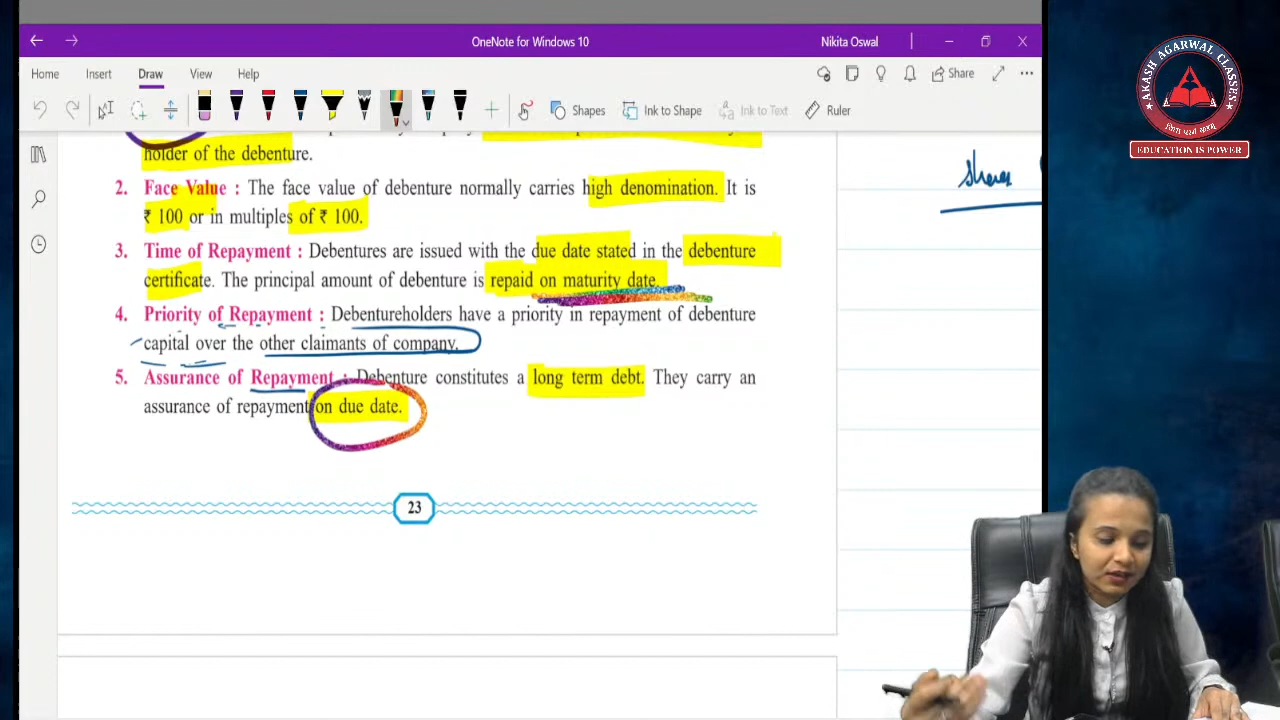 OneNote for Windows 10
Nikita Oswal
Home Insert Draw View Help
Share
Shapes Ink to Shape Ink to Text Ruler
holder of the debenture.
2. Face Value : The face value of debenture normally carries high denomination. It is
₹ 100 or in multiples of ₹ 100.
3. Time of Repayment : Debentures are issued with the due date stated in the debenture
certificate. The principal amount of debenture is repaid on maturity date.
4. Priority of Repayment : Debentureholders have a priority in repayment of debenture
capital over the other claimants of company.
5. Assurance of Repayment : Debenture constitutes a long term debt. They carry an
assurance of repayment on due date.
23
Shares
AKASH AGARWAL CLASSES
EDUCATION IS POWER